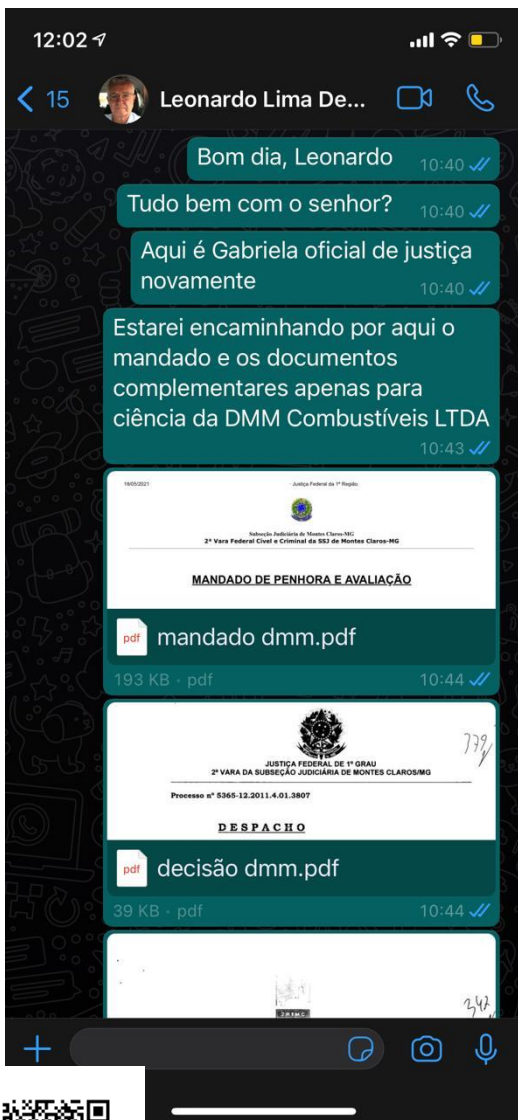 12:02
15
Leonardo Lima De...
Bom dia, Leonardo 10:40
Tudo bem com o senhor? 10:40
Aqui é Gabriela oficial de justiça
novamente
10:40
Estarei encaminhando por aqui o
mandado e os documentos
complementares apenas para
ciência da DMM Combustíveis LTDA
10:43
19/05/2021 Justiça Federal da 1ª Região
Subseção Judiciária de Montes Claros-MG
2ª Vara Federal Cível e Criminal da SSJ de Montes Claros-MG
MANDADO DE PENHORA E AVALIAÇÃO
pdf mandado dmm.pdf
193 KB · pdf 10:44
379
JUSTIÇA FEDERAL DE 1º GRAU
2ª VARA DA SUBSEÇÃO JUDICIÁRIA DE MONTES CLAROS/MG
Processo nº 5365-12.2011.4.01.3807
DESPACHO
pdf decisão dmm.pdf
39 KB · pdf 10:44
342